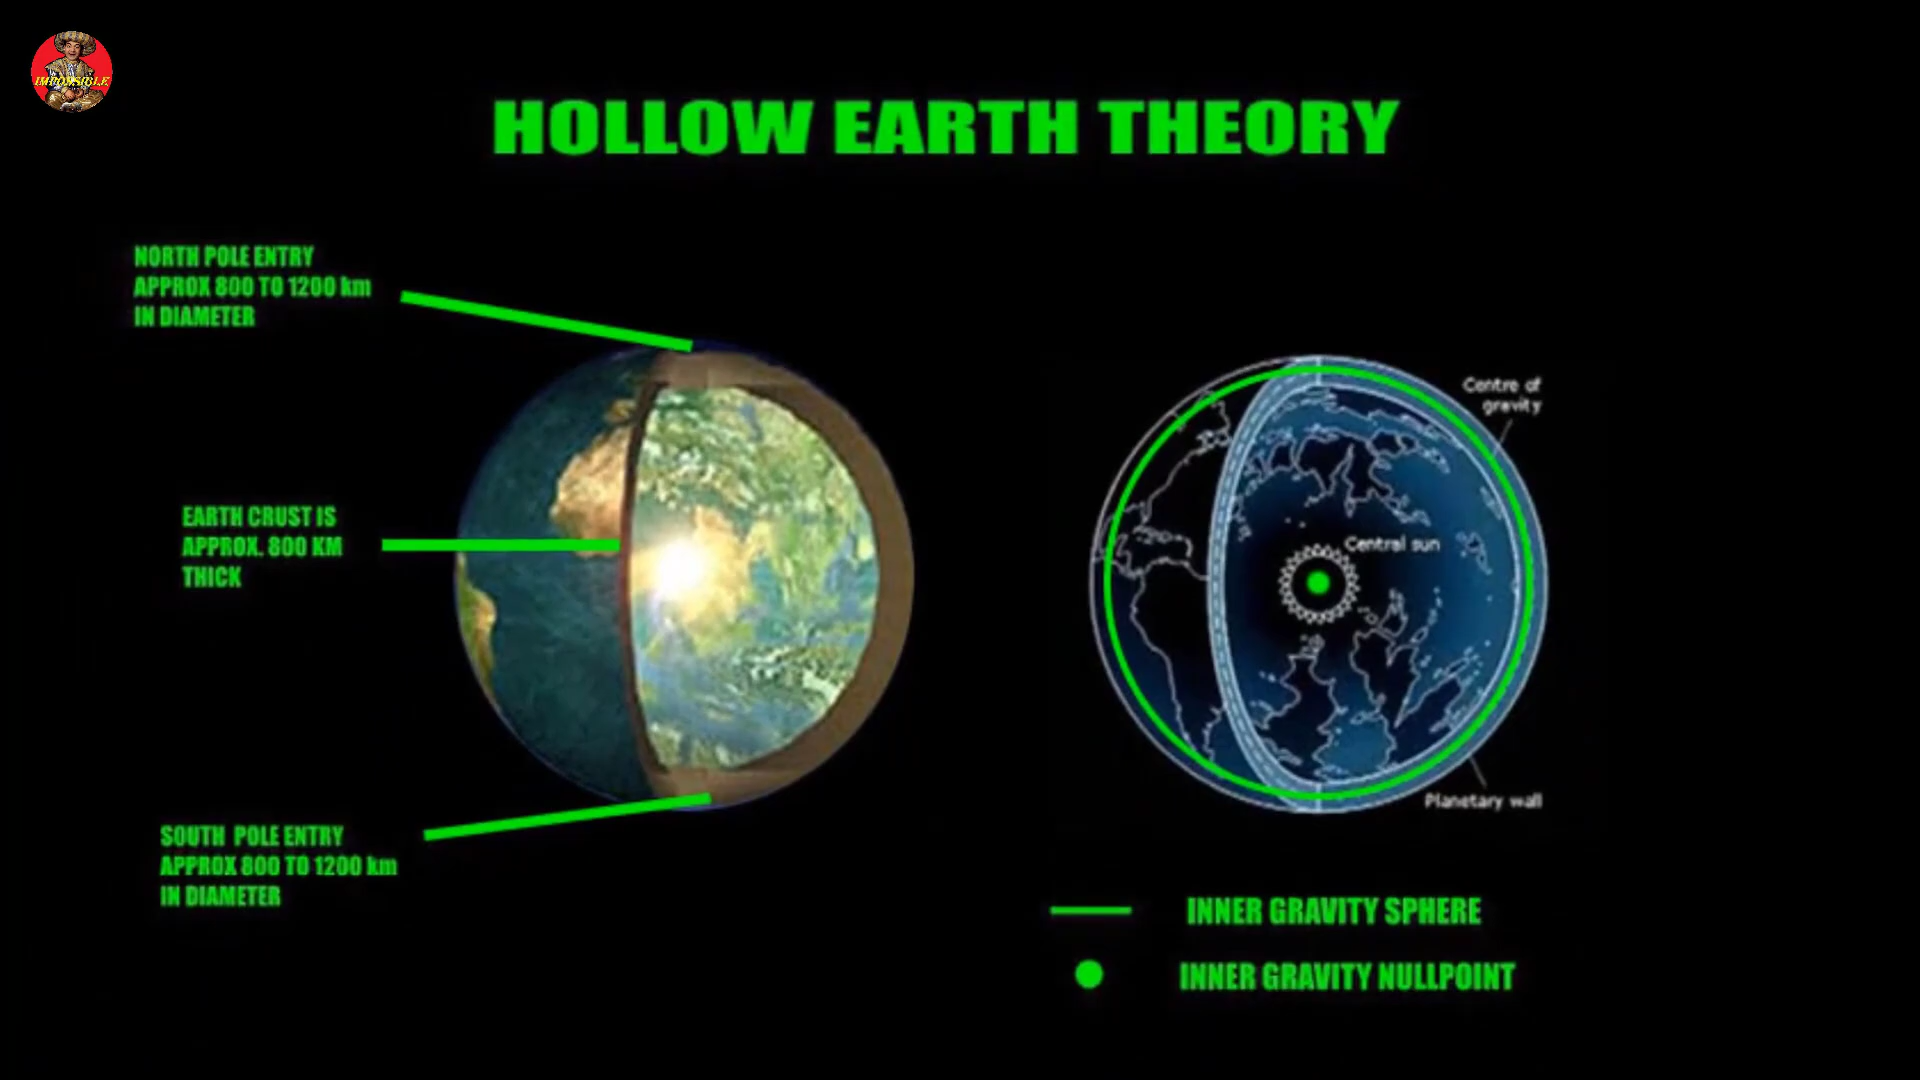 IMPOSSIBLE
HOLLOW EARTH THEORY
NORTH POLE ENTRY
APPROX 800 TO 1200 km
IN DIAMETER
EARTH CRUST IS
APPROX. 800 KM
THICK
SOUTH POLE ENTRY
APPROX 800 TO 1200 km
IN DIAMETER
Centre of
gravity
Central sun
Planetary wall
INNER GRAVITY SPHERE
INNER GRAVITY NULLPOINT